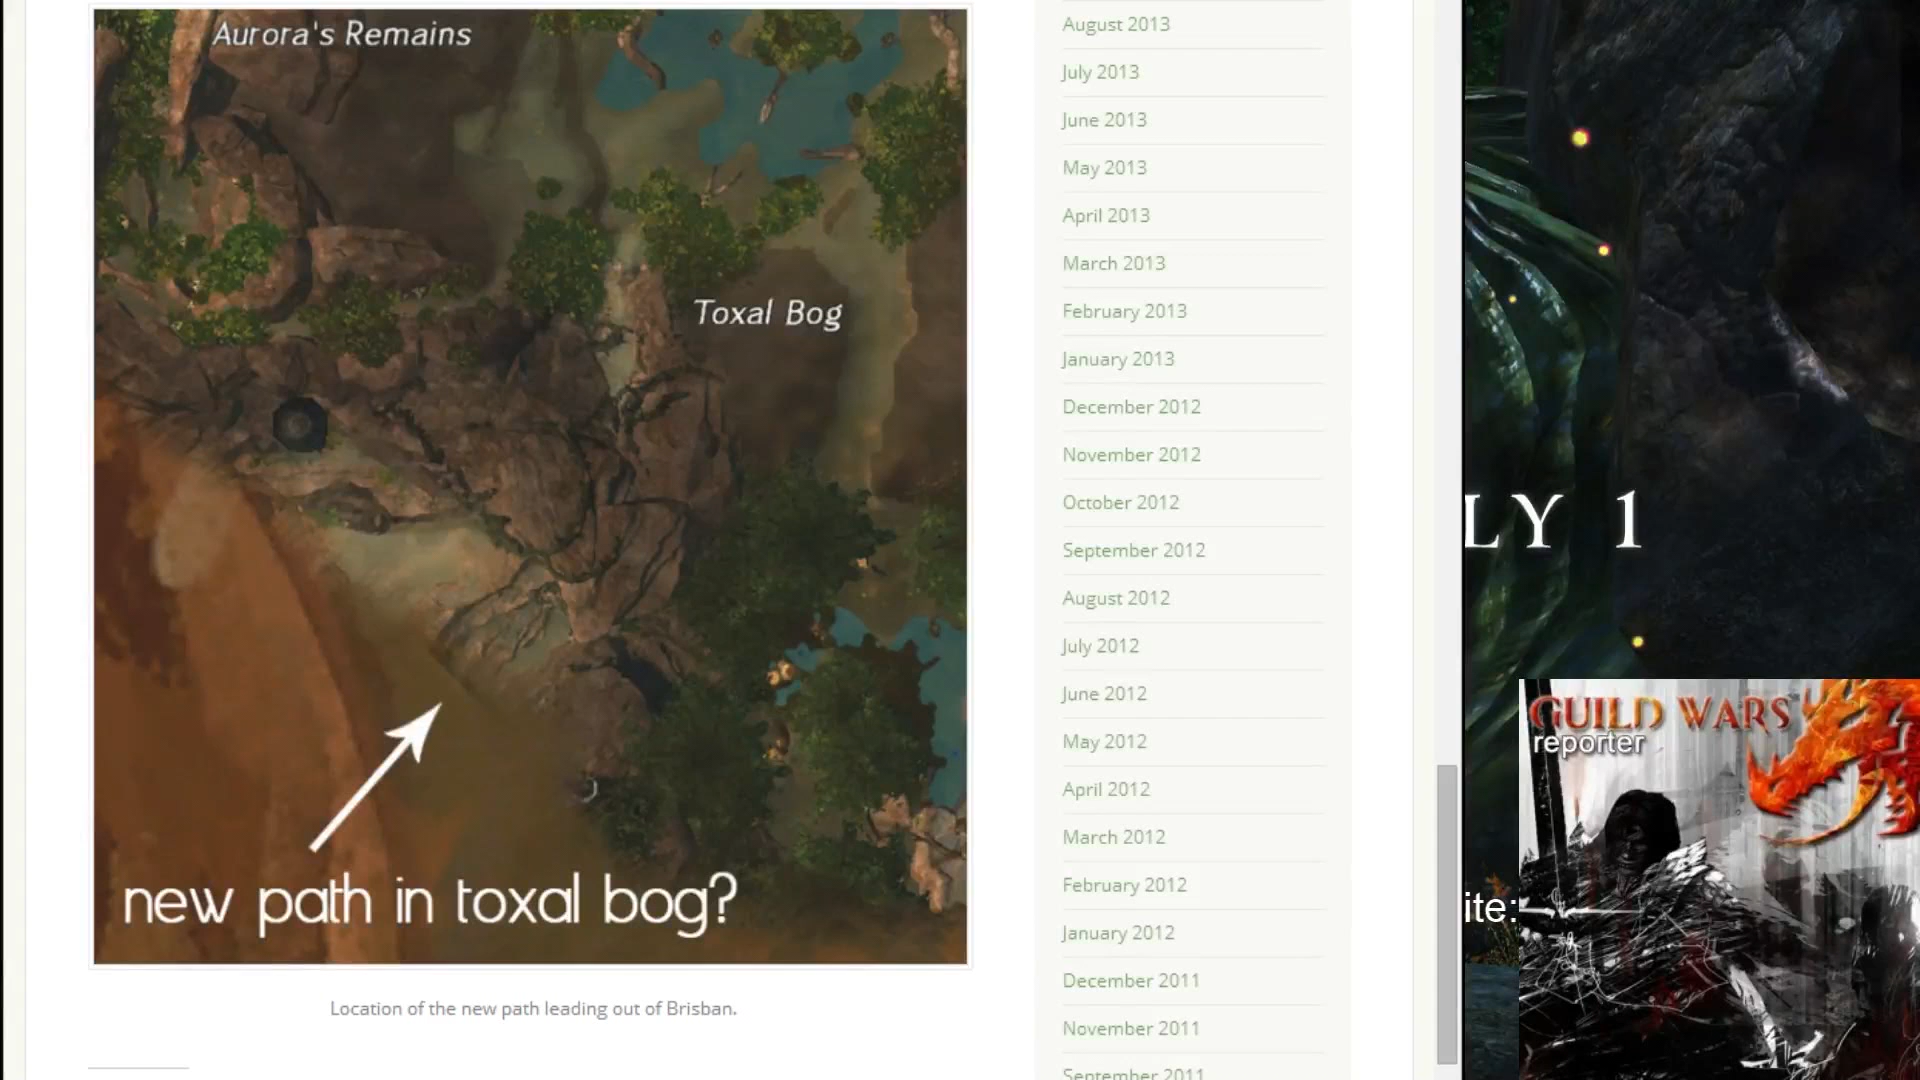 Aurora's Remains
Toxal Bog
new path in toxal bog?
Location of the new path leading out of Brisban.
August 2013
July 2013
June 2013
May 2013
April 2013
March 2013
February 2013
January 2013
December 2012
November 2012
October 2012
September 2012
August 2012
July 2012
June 2012
May 2012
April 2012
March 2012
February 2012
January 2012
December 2011
November 2011
September 2011
LY 1
GUILD WARS
reporter
ite: